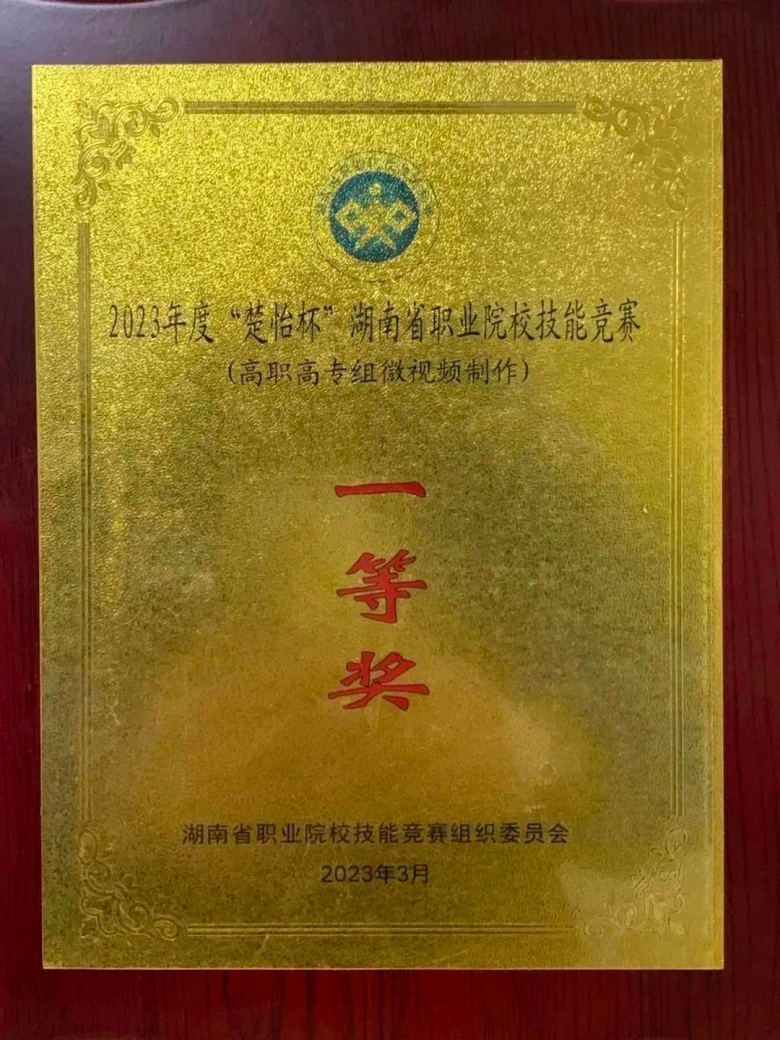 2023年度“楚怡杯”湖南省职业院校技能竞赛
(高职高专组微视频制作)
一
等
奖
湖南省职业院校技能竞赛组织委员会
2023年3月